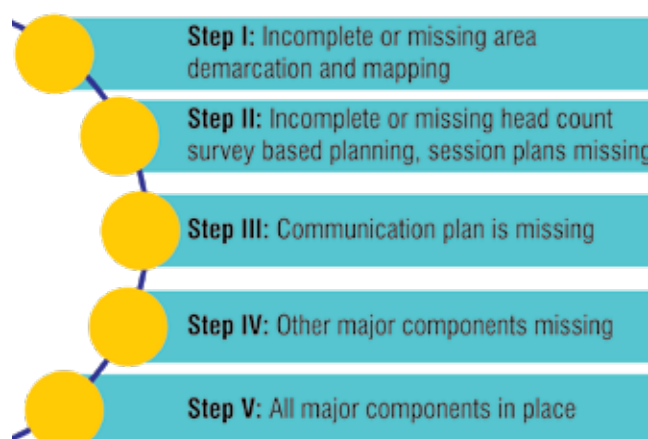 Step I: Incomplete or missing area
demarcation and mapping
Step II: Incomplete or missing head count
survey based planning, session plans missing
Step III: Communication plan is missing
Step IV: Other major components missing
Step V: All major components in place